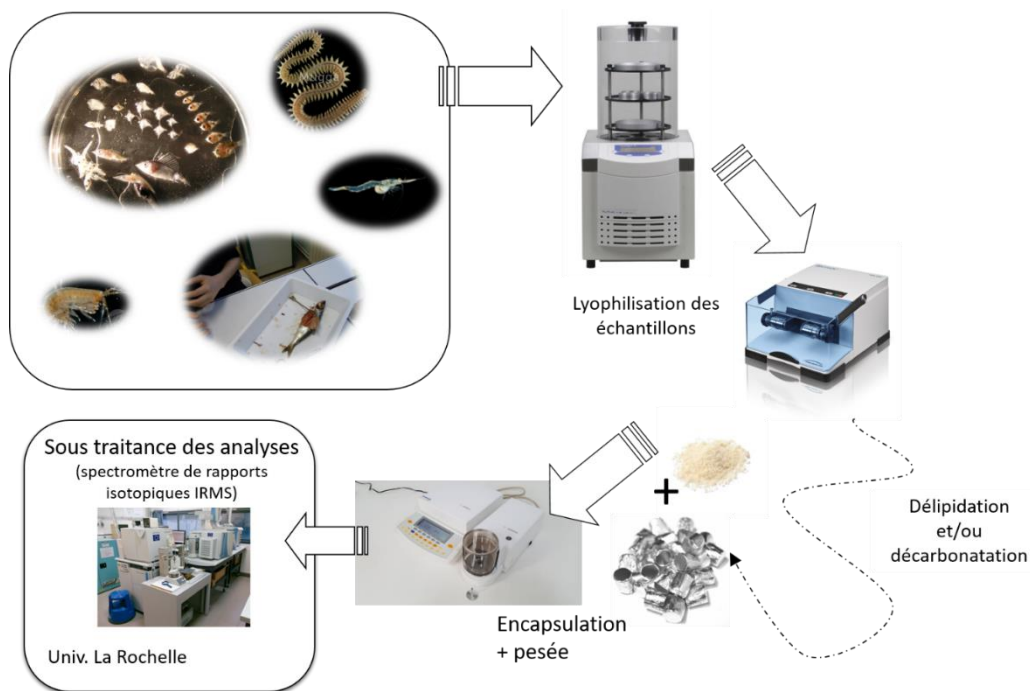 Lyophilisation des
échantillons
Délipidation
et/ou
décarbonatation
+
Encapsulation
+ pesée
Sous traitance des analyses
(spectromètre de rapports
isotopiques IRMS)
Univ. La Rochelle